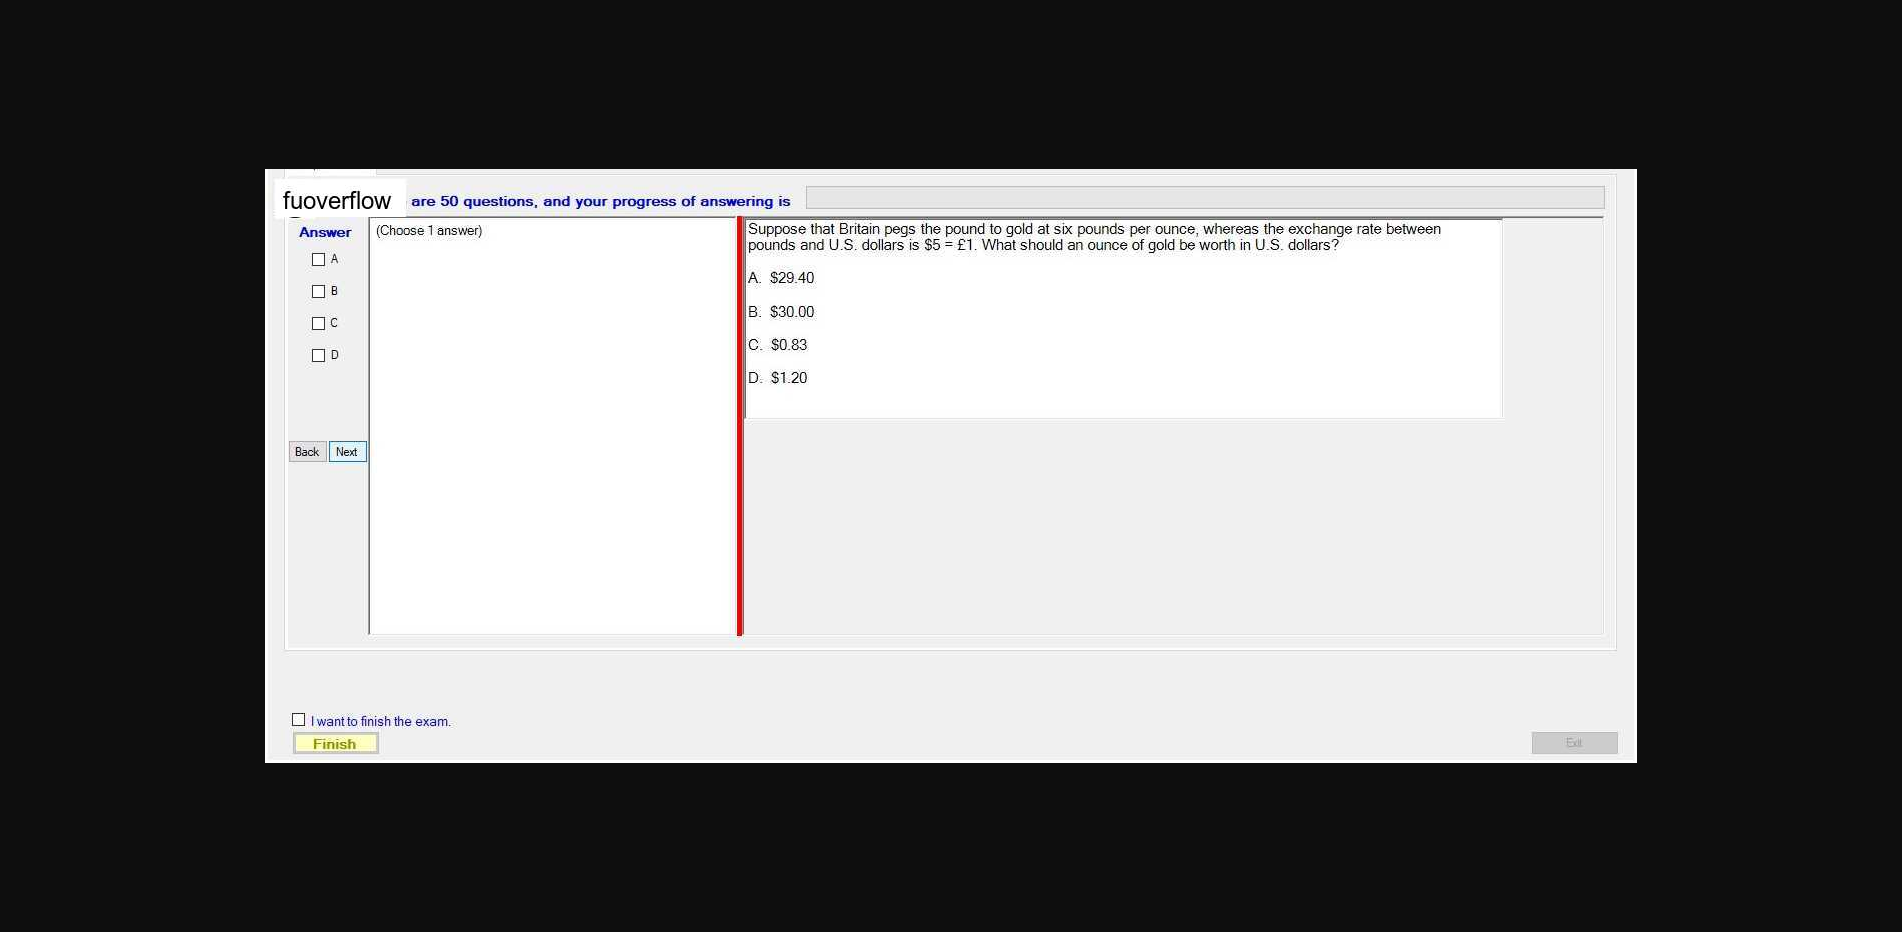 fuoverflow are 50 questions, and your progress of answering is
Answer
A
B
C
D
Back Next
(Choose 1 answer)
Suppose that Britain pegs the pound to gold at six pounds per ounce, whereas the exchange rate between
pounds and U.S. dollars is $5 = £1. What should an ounce of gold be worth in U.S. dollars?
A. $29.40
B. $30.00
C. $0.83
D. $1.20
I want to finish the exam.
Finish
Exit